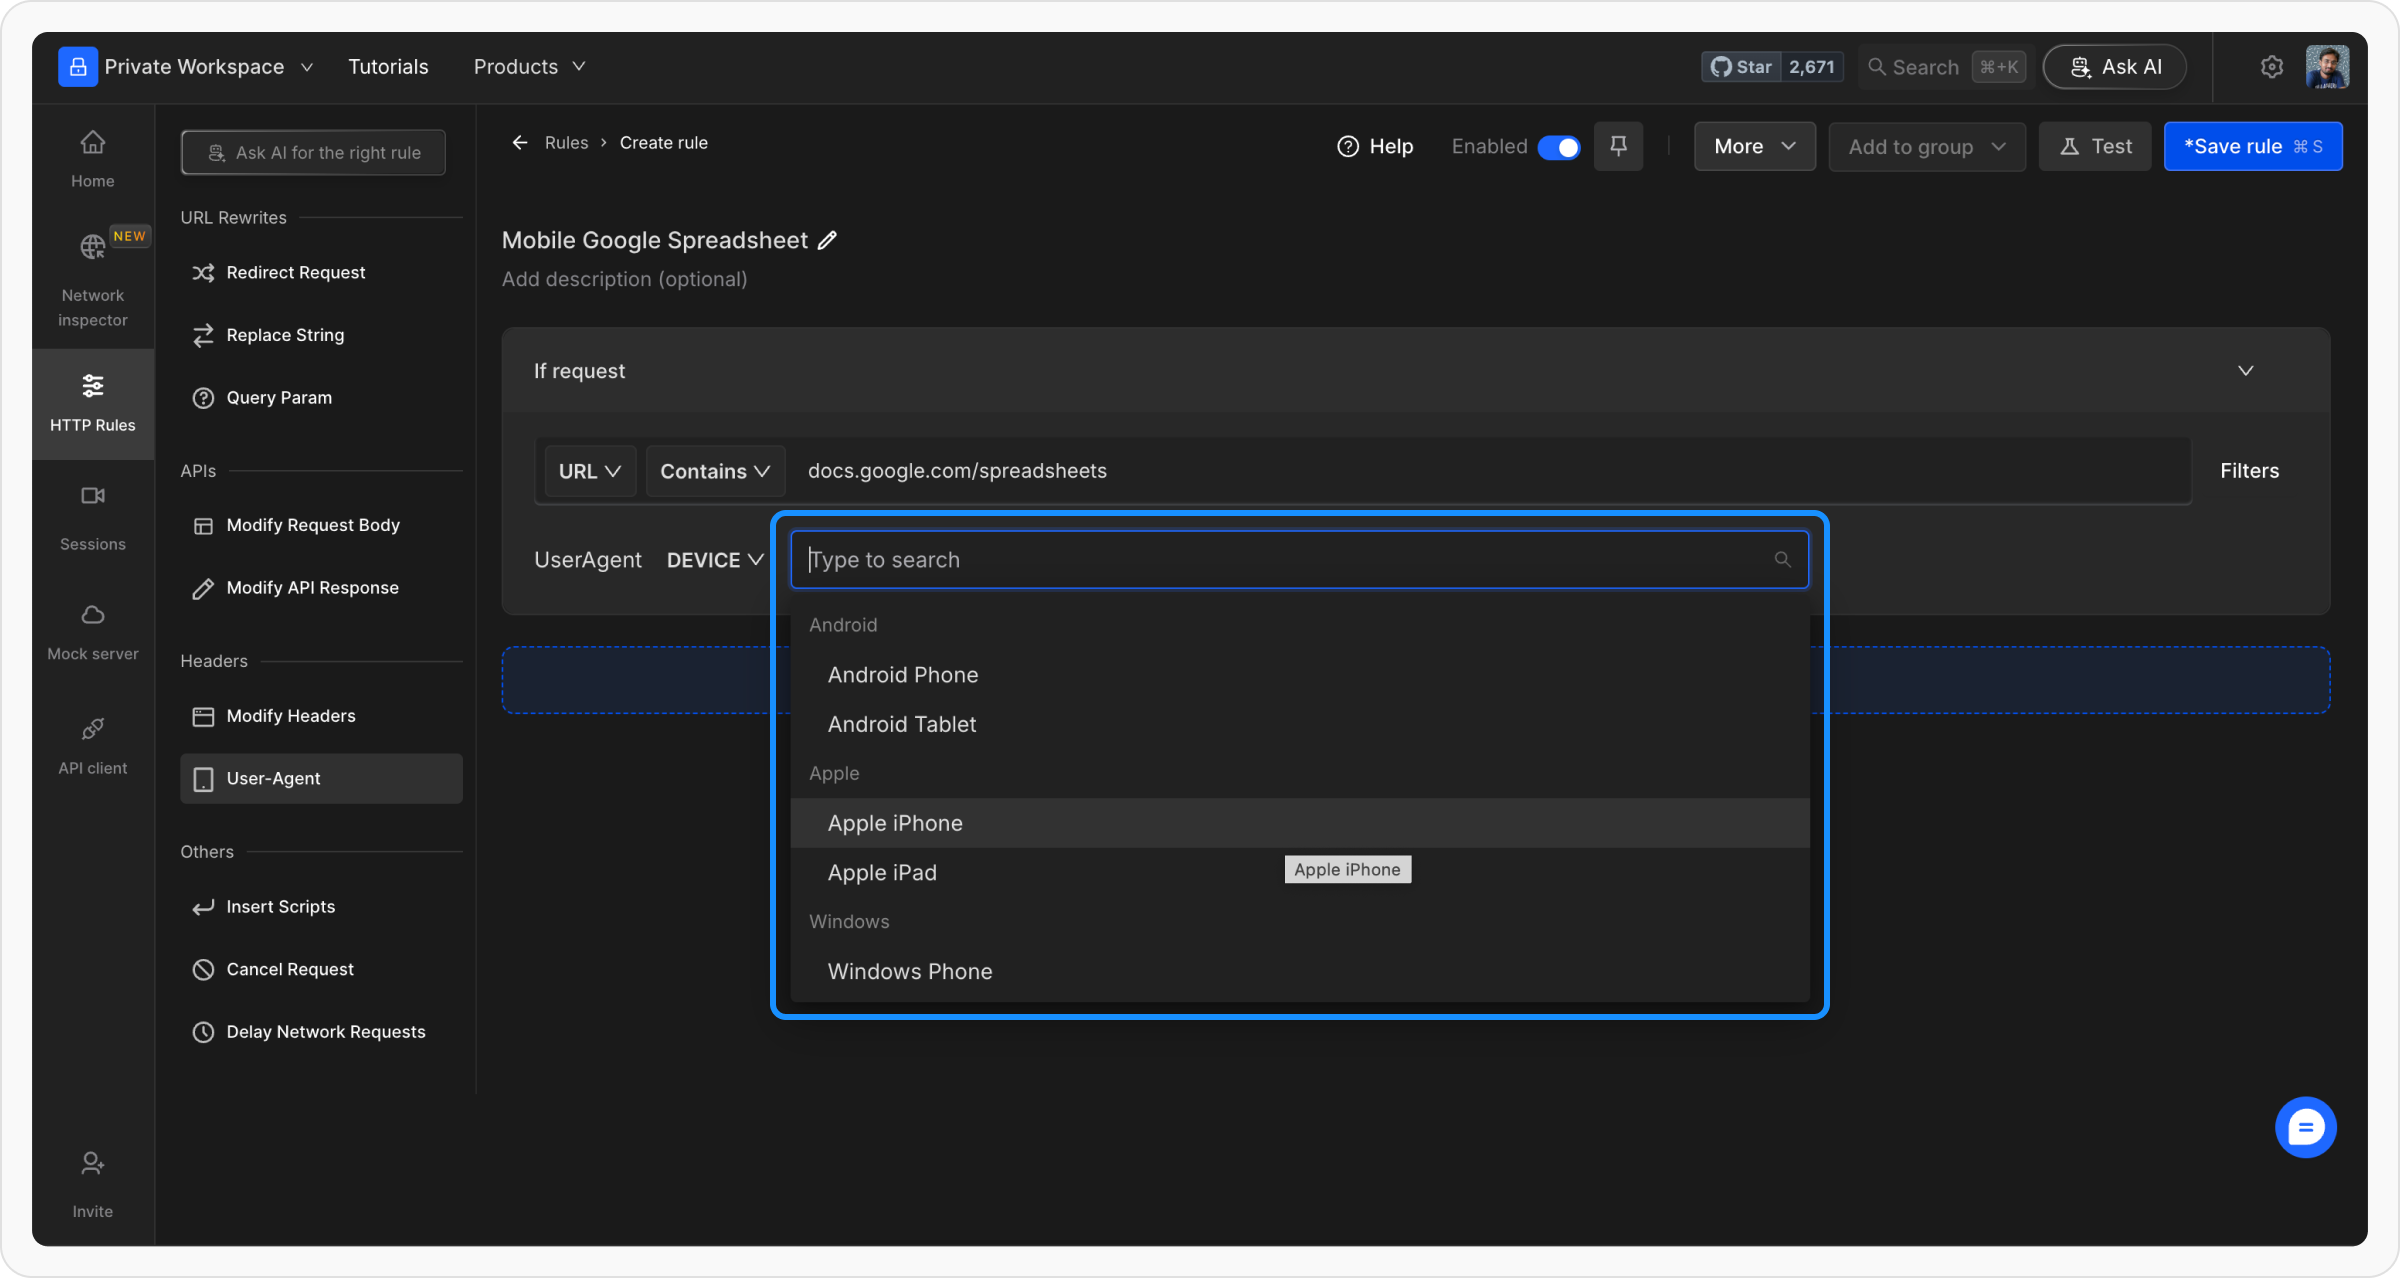 Private Workspace
Tutorials
Products
Star 2,671
Search ⌘+K
Ask AI
Home
NEW
Network
inspector
HTTP Rules
Sessions
Mock server
API client
Invite
Ask AI for the right rule
URL Rewrites
Redirect Request
Replace String
Query Param
APIs
Modify Request Body
Modify API Response
Headers
Modify Headers
User-Agent
Others
Insert Scripts
Cancel Request
Delay Network Requests
Rules > Create rule
Help
Enabled
More
Add to group
Test
*Save rule ⌘ S
Mobile Google Spreadsheet
Add description (optional)
If request
URL Contains docs.google.com/spreadsheets
Filters
UserAgent DEVICE Type to search
Android
Android Phone
Android Tablet
Apple
Apple iPhone
Apple iPad
Apple iPhone
Windows
Windows Phone